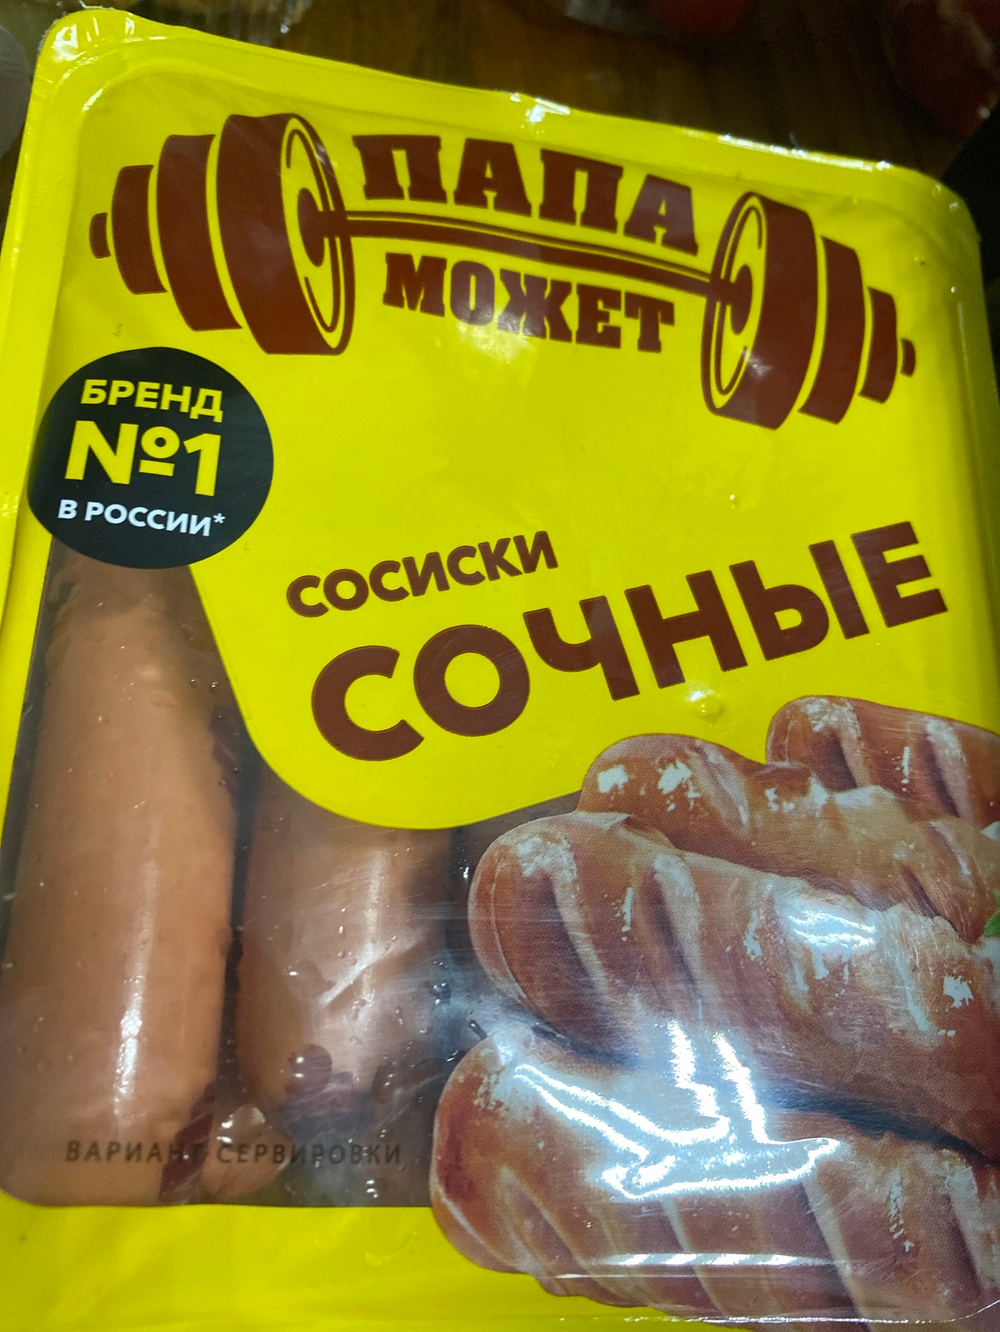 ПАПА
МОЖЕТ
БРЕНД
№1
В РОССИИ*
СОСИСКИ
СОЧНЫЕ
ВАРИАНТ СЕРВИРОВКИ